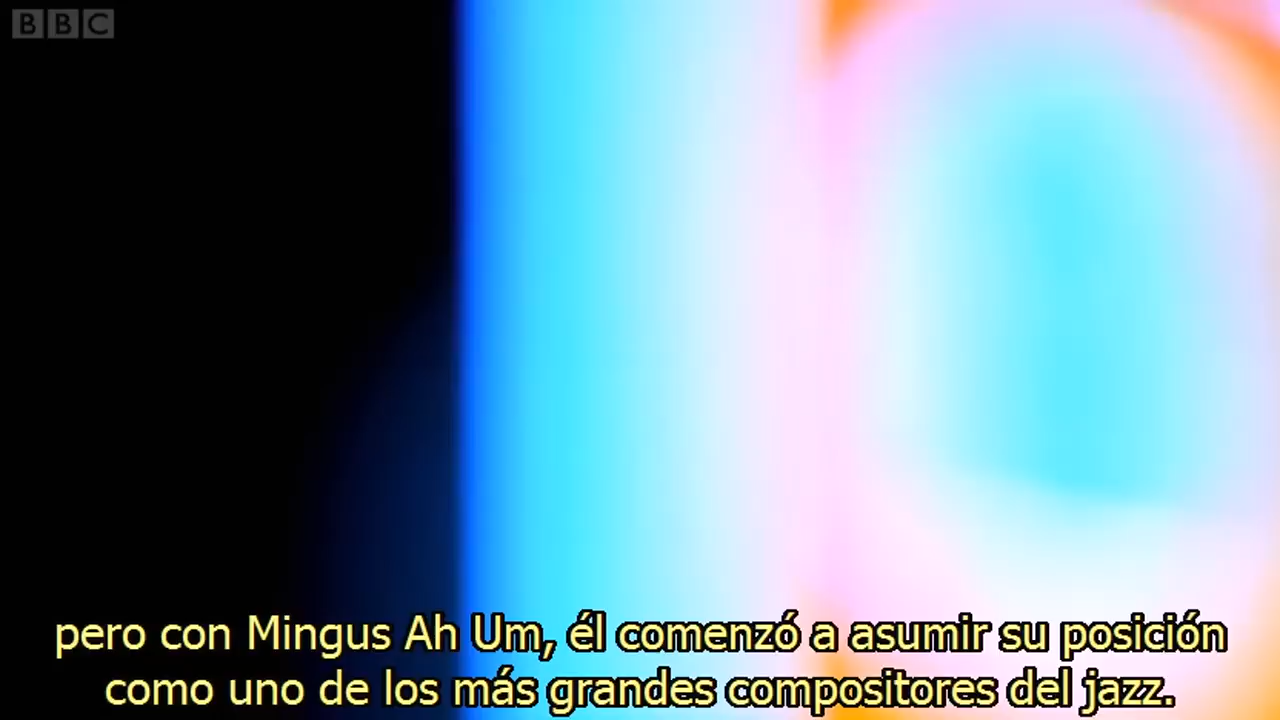 BBC
pero con Mingus Ah Um, él comenzó a asumir su posición
como uno de los más grandes compositores del jazz.